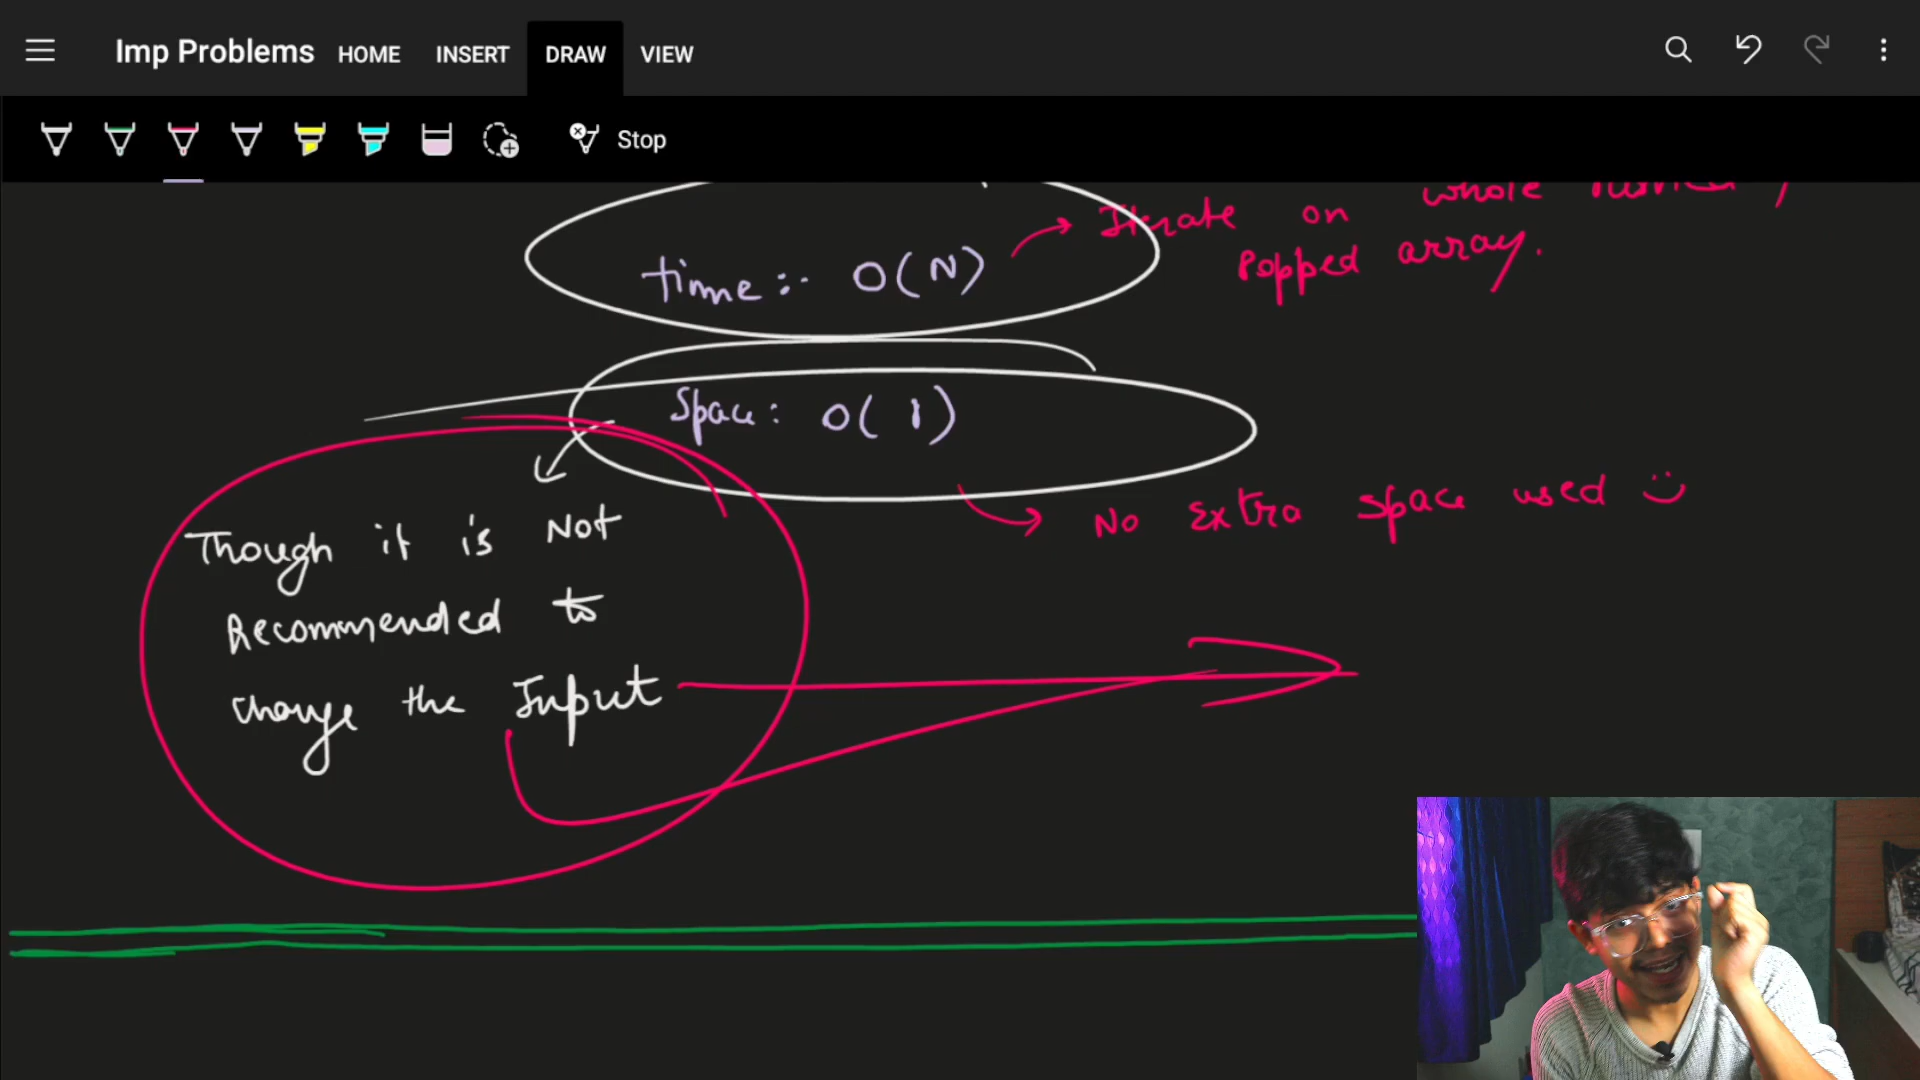 Imp Problems HOME INSERT DRAW VIEW
Stop
whole
Iterate on
Popped array.
time :- O(N)
Space : O( 1 )
No Extra Space used
Though it is Not
Recommended to
change the Input